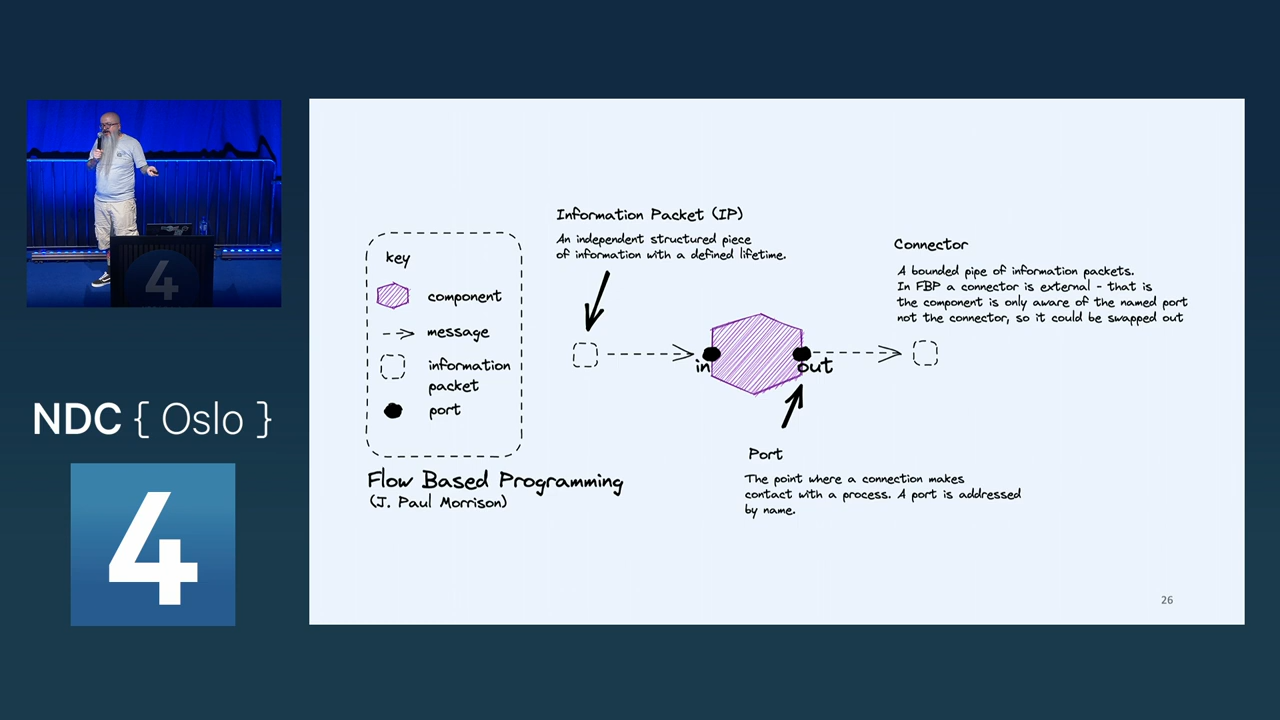 4
NDC { Oslo }
4
key
component
message
information
packet
port
Flow Based Programming
(J. Paul Morrison)
Information Packet (IP)
An independent structured piece
of information with a defined lifetime.
in
out
Port
The point where a connection makes
contact with a process. A port is addressed
by name.
Connector
A bounded pipe of information packets.
In FBP a connector is external - that is
the component is only aware of the named port
not the connector, so it could be swapped out
26